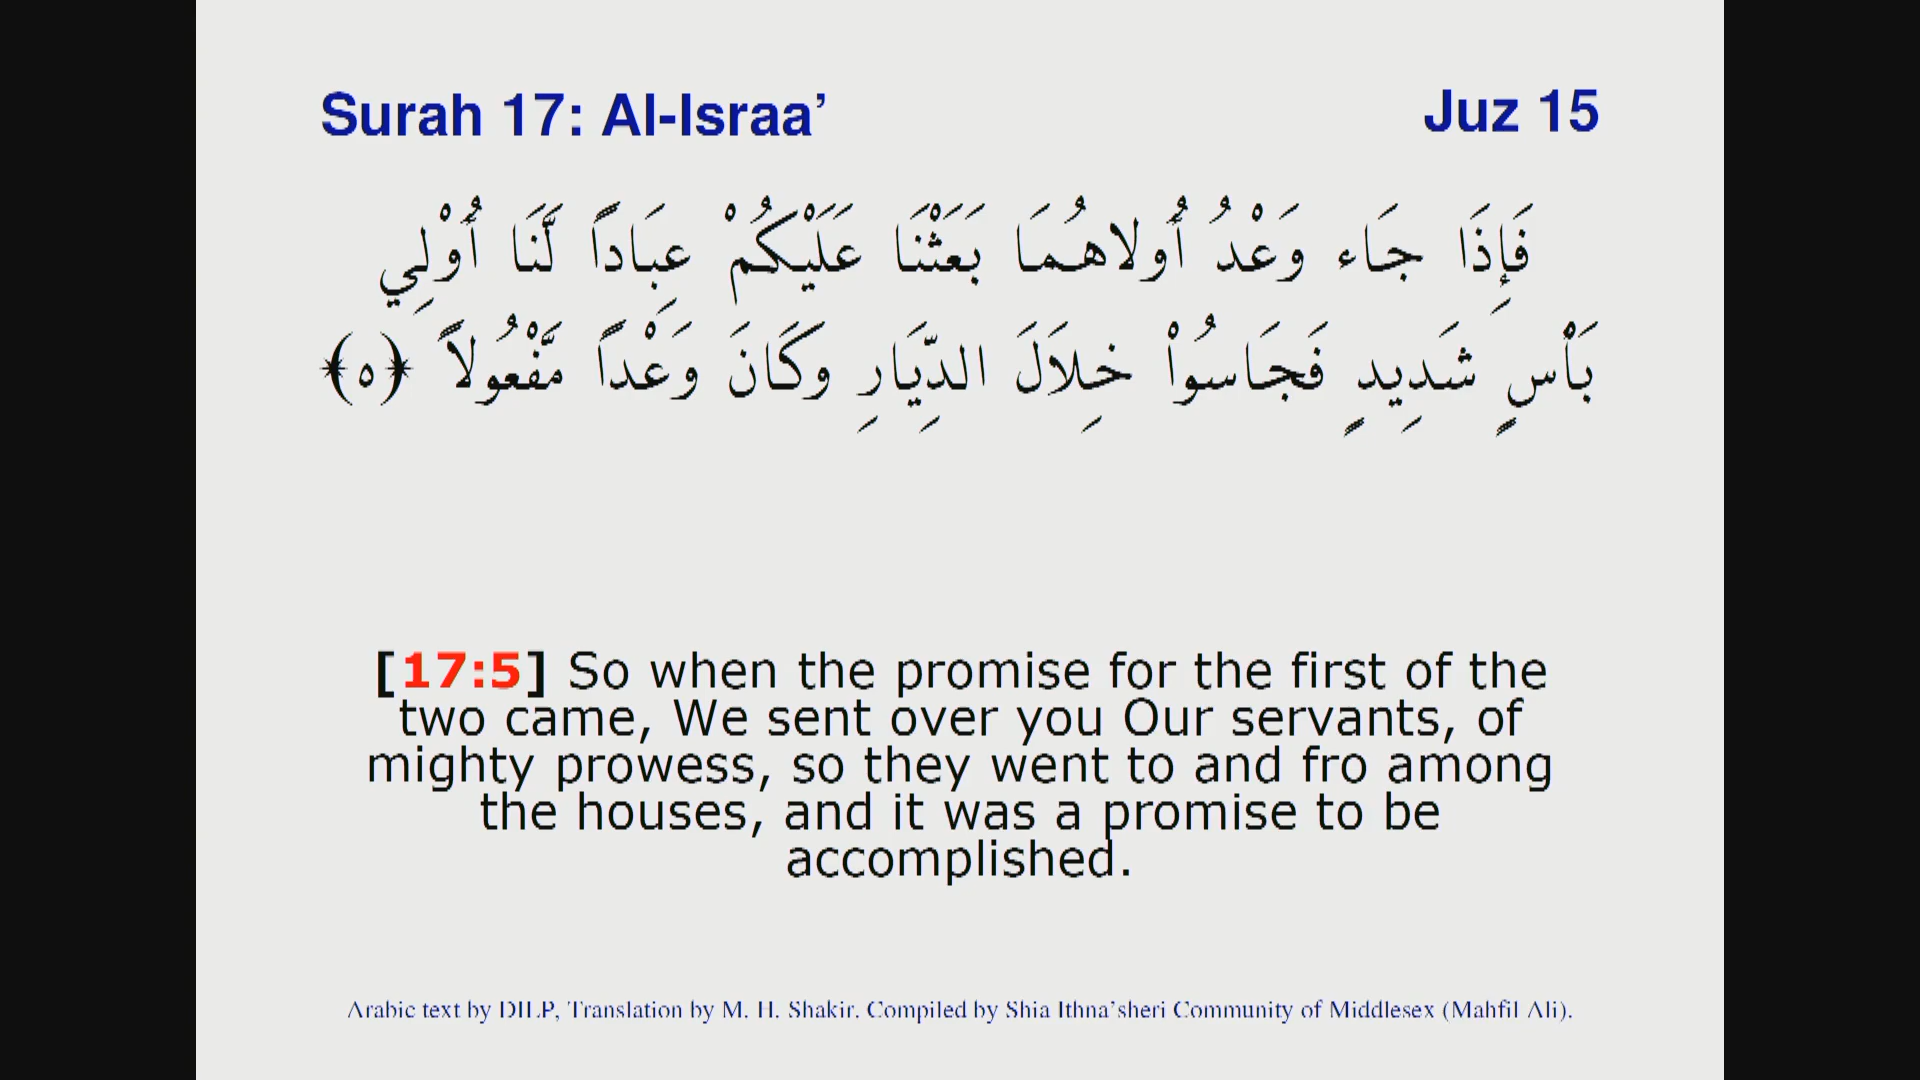 Surah 17: Al-Israa’
Juz 15
فَإِذَا جَاء وَعْدُ أُولاهُمَا بَعَثْنَا عَلَيْكُمْ عِبَاداً لَّنَا أُوْلِي
بَأْسٍ شَدِيدٍ فَجَاسُواْ خِلاَلَ الدِّيَارِ وَكَانَ وَعْداً مَّفْعُولاً ﴿٥﴾
[17:5] So when the promise for the first of the
two came, We sent over you Our servants, of
mighty prowess, so they went to and fro among
the houses, and it was a promise to be
accomplished.
Arabic text by DILP, Translation by M. H. Shakir. Compiled by Shia Ithna’sheri Community of Middlesex (Mahfil Ali).